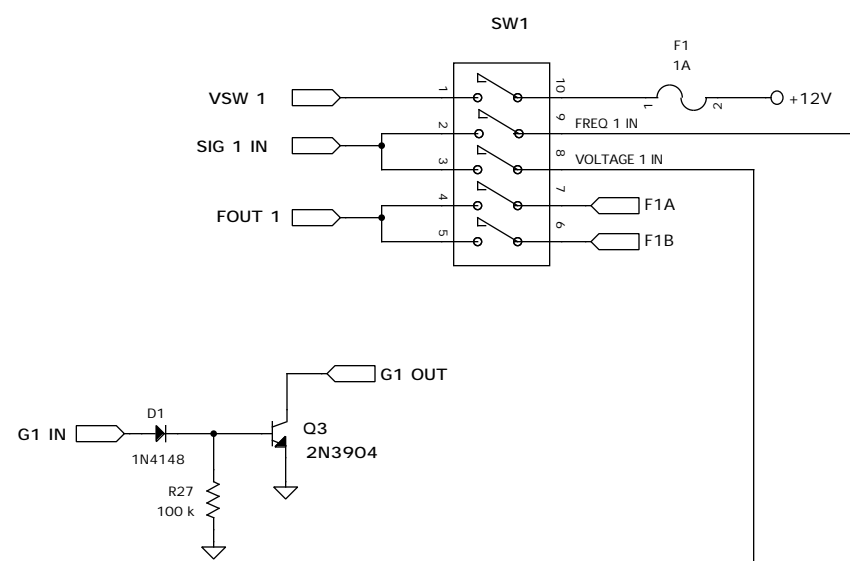 SW1
F1
1A
VSW 1
1
10
1
2
+12V
2
9
FREQ 1 IN
SIG 1 IN
3
8
VOLTAGE 1 IN
4
7
F1A
FOUT 1
5
6
F1B
G1 OUT
D1
G1 IN
1N4148
Q3
2N3904
R27
100 k